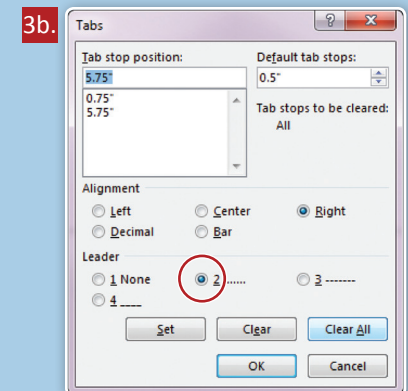 3b.
Tabs
Tab stop position:
Default tab stops:
5.75"
0.5"
0.75"
5.75"
Tab stops to be cleared:
All
Alignment
Left Center Right
Decimal Bar
Leader
1 None 2 ...... 3 -------
4 ____
Set Clear Clear All
OK Cancel